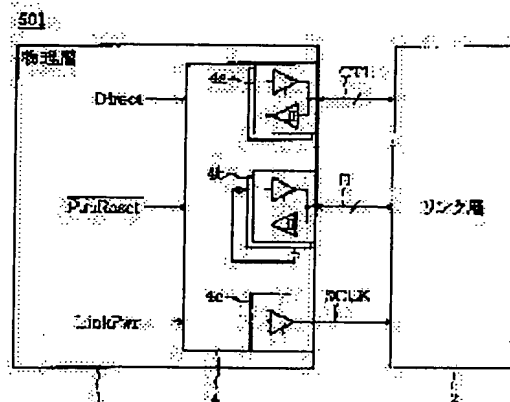 501
物理層
Direct
4a
CTL
4b
D
PwrReset
リンク層
4c
SCLK
LinkPwr
1
4
2